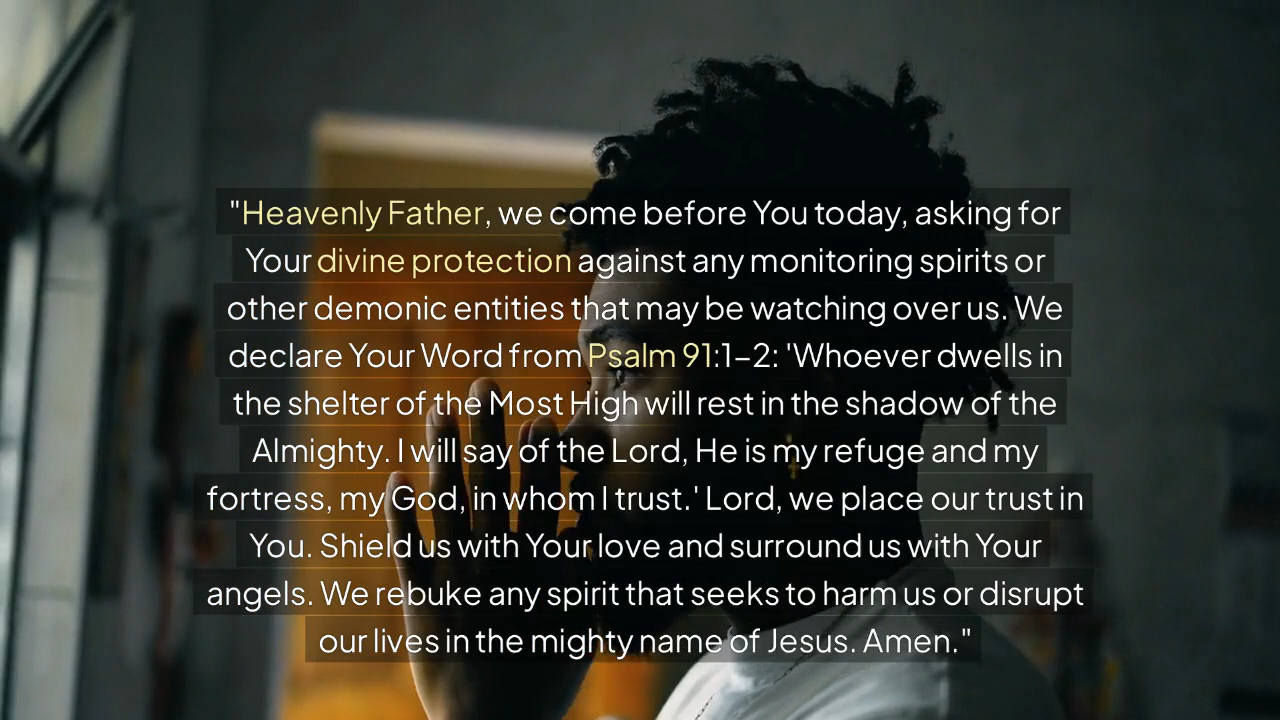 "Heavenly Father, we come before You today, asking for
Your divine protection against any monitoring spirits or
other demonic entities that may be watching over us. We
declare Your Word from Psalm 91:1–2: 'Whoever dwells in
the shelter of the Most High will rest in the shadow of the
Almighty. I will say of the Lord, He is my refuge and my
fortress, my God, in whom I trust.' Lord, we place our trust in
You. Shield us with Your love and surround us with Your
angels. We rebuke any spirit that seeks to harm us or disrupt
our lives in the mighty name of Jesus. Amen."